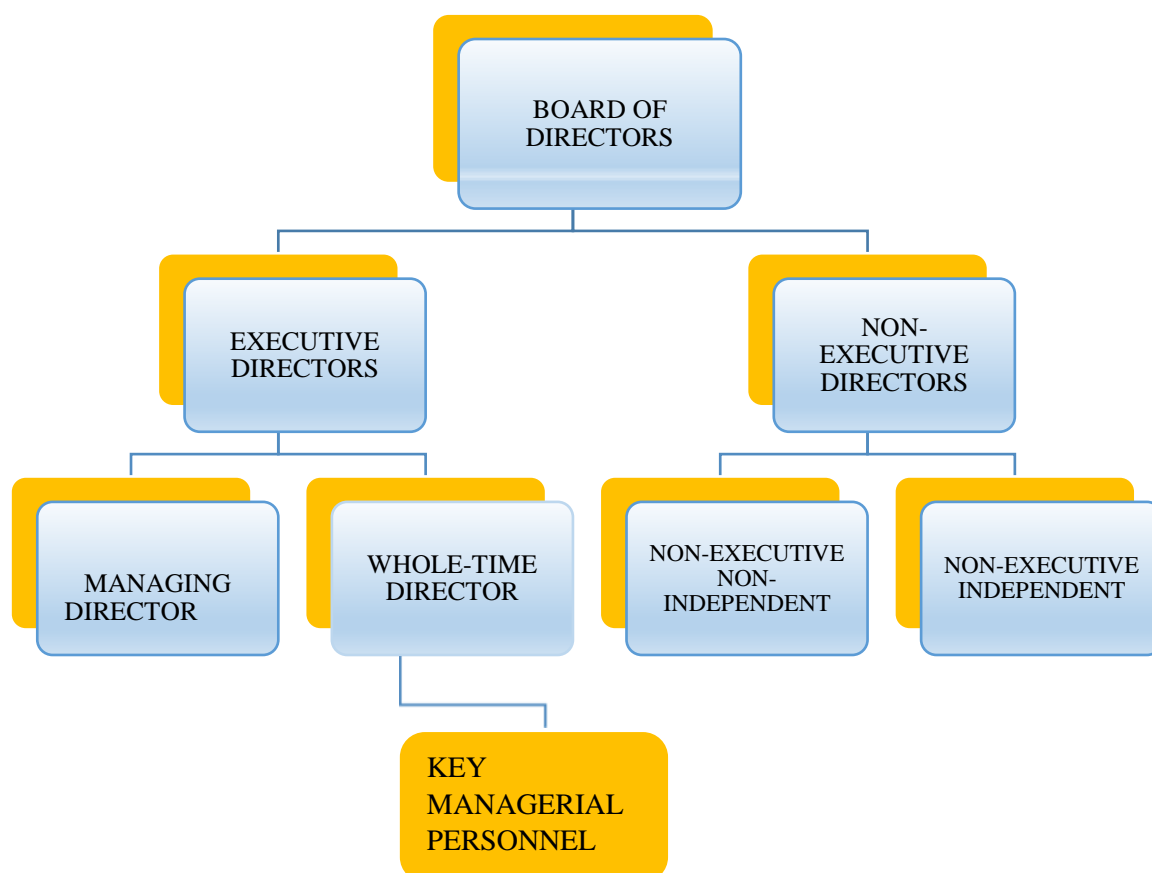 BOARD OF
DIRECTORS
EXECUTIVE
DIRECTORS
NON-
EXECUTIVE
DIRECTORS
MANAGING
DIRECTOR
WHOLE-TIME
DIRECTOR
NON-EXECUTIVE
NON-
INDEPENDENT
NON-EXECUTIVE
INDEPENDENT
KEY
MANAGERIAL
PERSONNEL